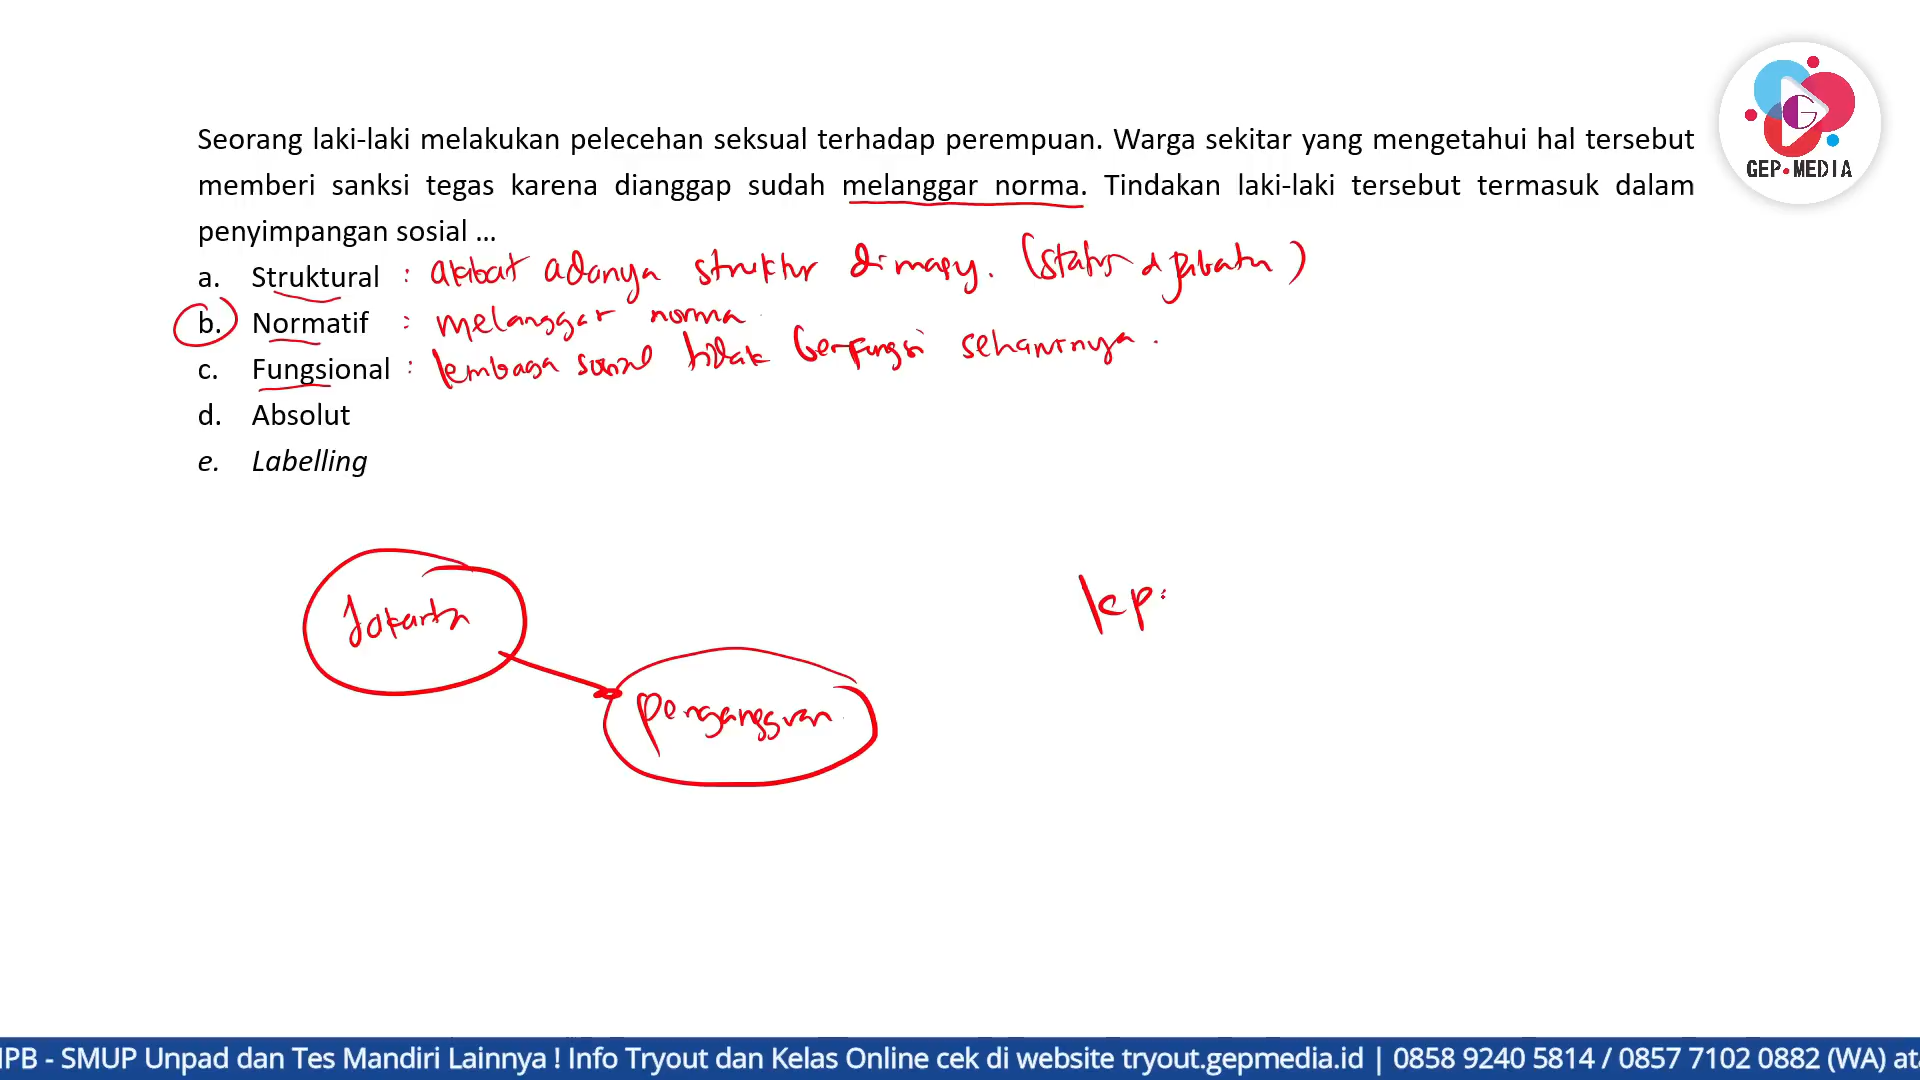 Seorang laki-laki melakukan pelecehan seksual terhadap perempuan. Warga sekitar yang mengetahui hal tersebut
memberi sanksi tegas karena dianggap sudah melanggar norma. Tindakan laki-laki tersebut termasuk dalam
penyimpangan sosial ...
a. Struktural : akibat adanya struktur di masy. (status
b. Normatif : melanggar norma
c. Fungsional : lembaga sosial tidak berfungsi seharusnya.
d. Absolut
e. Labelling
Jakarta
kep:
pengangguran
GEP•MEDIA
IPB - SMUP Unpad dan Tes Mandiri Lainnya ! Info Tryout dan Kelas Online cek di website tryout.gepmedia.id | 0858 9240 5814 / 0857 7102 0882 (WA) at